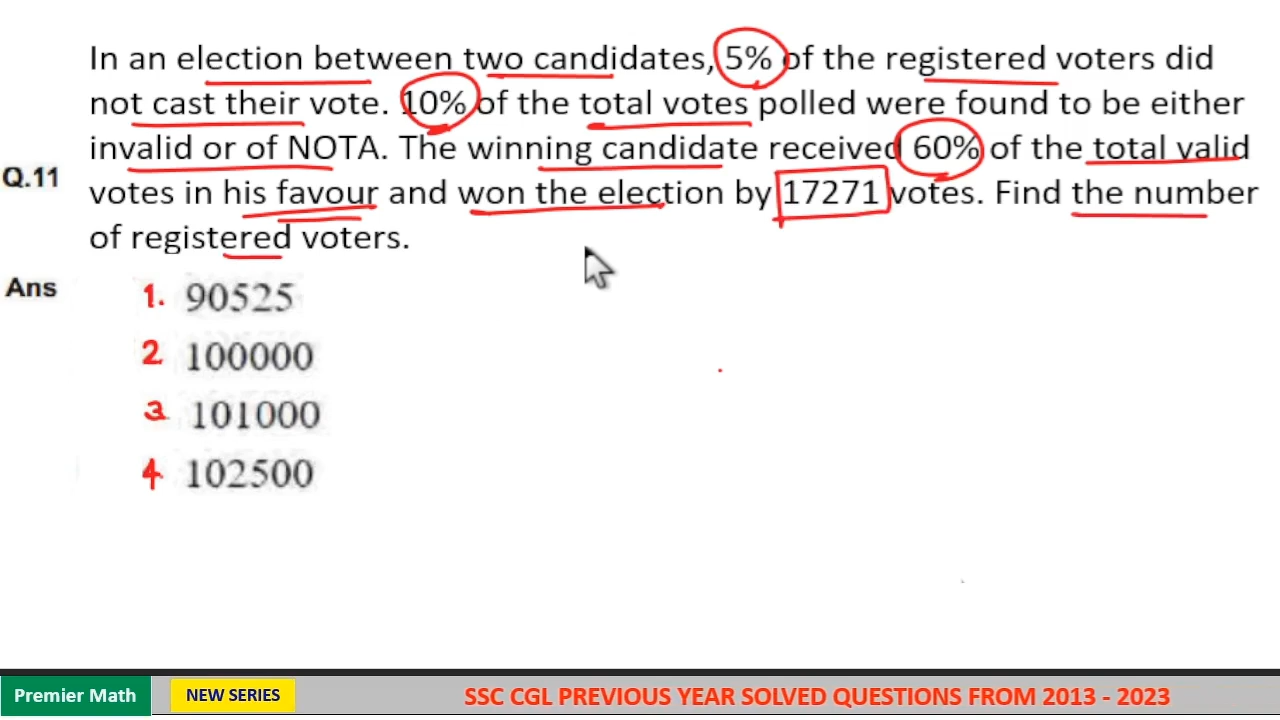 In an election between two candidates, 5% of the registered voters did
not cast their vote. 10% of the total votes polled were found to be either
invalid or of NOTA. The winning candidate received 60% of the total valid
Q.11
votes in his favour and won the election by 17271 votes. Find the number
of registered voters.
Ans
1. 90525
2 100000
3 101000
4 102500
Premier Math
NEW SERIES
SSC CGL PREVIOUS YEAR SOLVED QUESTIONS FROM 2013 - 2023